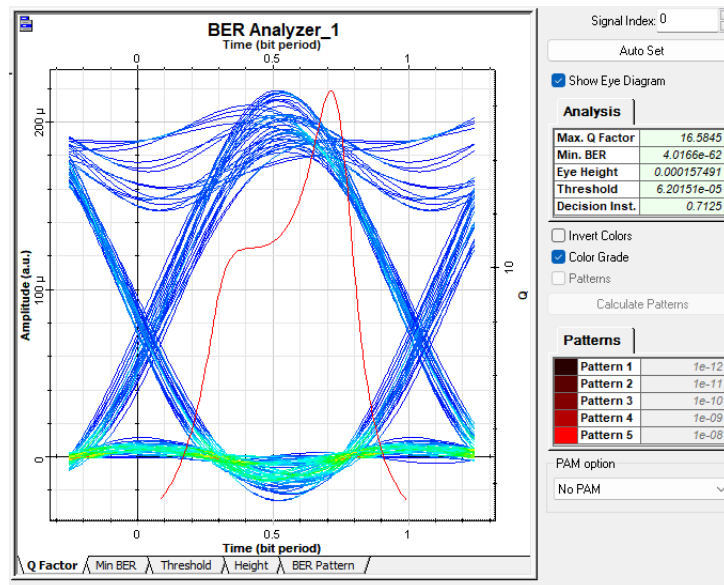 BER Analyzer_1
Time (bit period)
0 0.5 1
Amplitude (a.u.)
200 µ
100 µ
0
Q
10
0 0.5 1
Time (bit period)
Q Factor Min BER Threshold Height BER Pattern
Signal Index: 0
Auto Set
Show Eye Diagram
Analysis
Max. Q Factor 16.5845
Min. BER 4.0166e-62
Eye Height 0.000157491
Threshold 6.20151e-05
Decision Inst. 0.7125
Invert Colors
Color Grade
Patterns
Calculate Patterns
Patterns
Pattern 1 1e-12
Pattern 2 1e-11
Pattern 3 1e-10
Pattern 4 1e-09
Pattern 5 1e-08
PAM option
No PAM